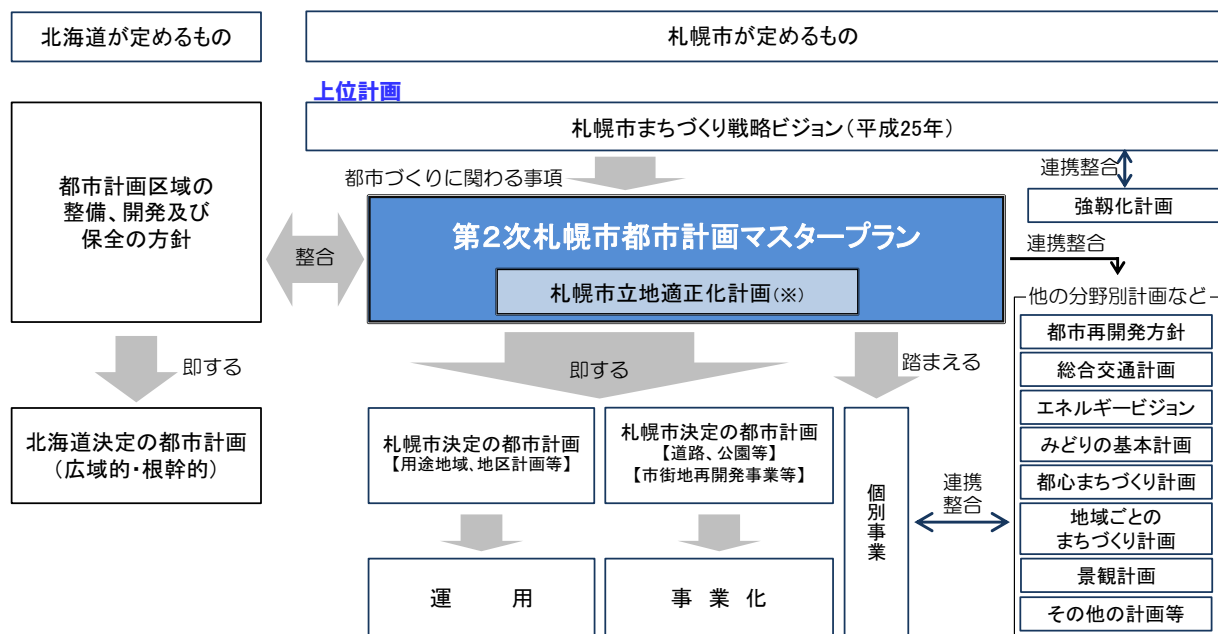 北海道が定めるもの
札幌市が定めるもの
上位計画
札幌市まちづくり戦略ビジョン（平成25年）
都市計画区域の
整備、開発及び
保全の方針
都市づくりに関わる事項
連携整合
強靱化計画
整合
第2次札幌市都市計画マスタープラン
札幌市立地適正化計画(※)
連携整合
他の分野別計画など
都市再開発方針
総合交通計画
エネルギービジョン
みどりの基本計画
都心まちづくり計画
地域ごとの
まちづくり計画
景観計画
その他の計画等
即する
即する
踏まえる
北海道決定の都市計画
（広域的・根幹的）
札幌市決定の都市計画
【用途地域、地区計画等】
札幌市決定の都市計画
【道路、公園等】
【市街地再開発事業等】
個別事業
連携
整合
運　用
事 業 化